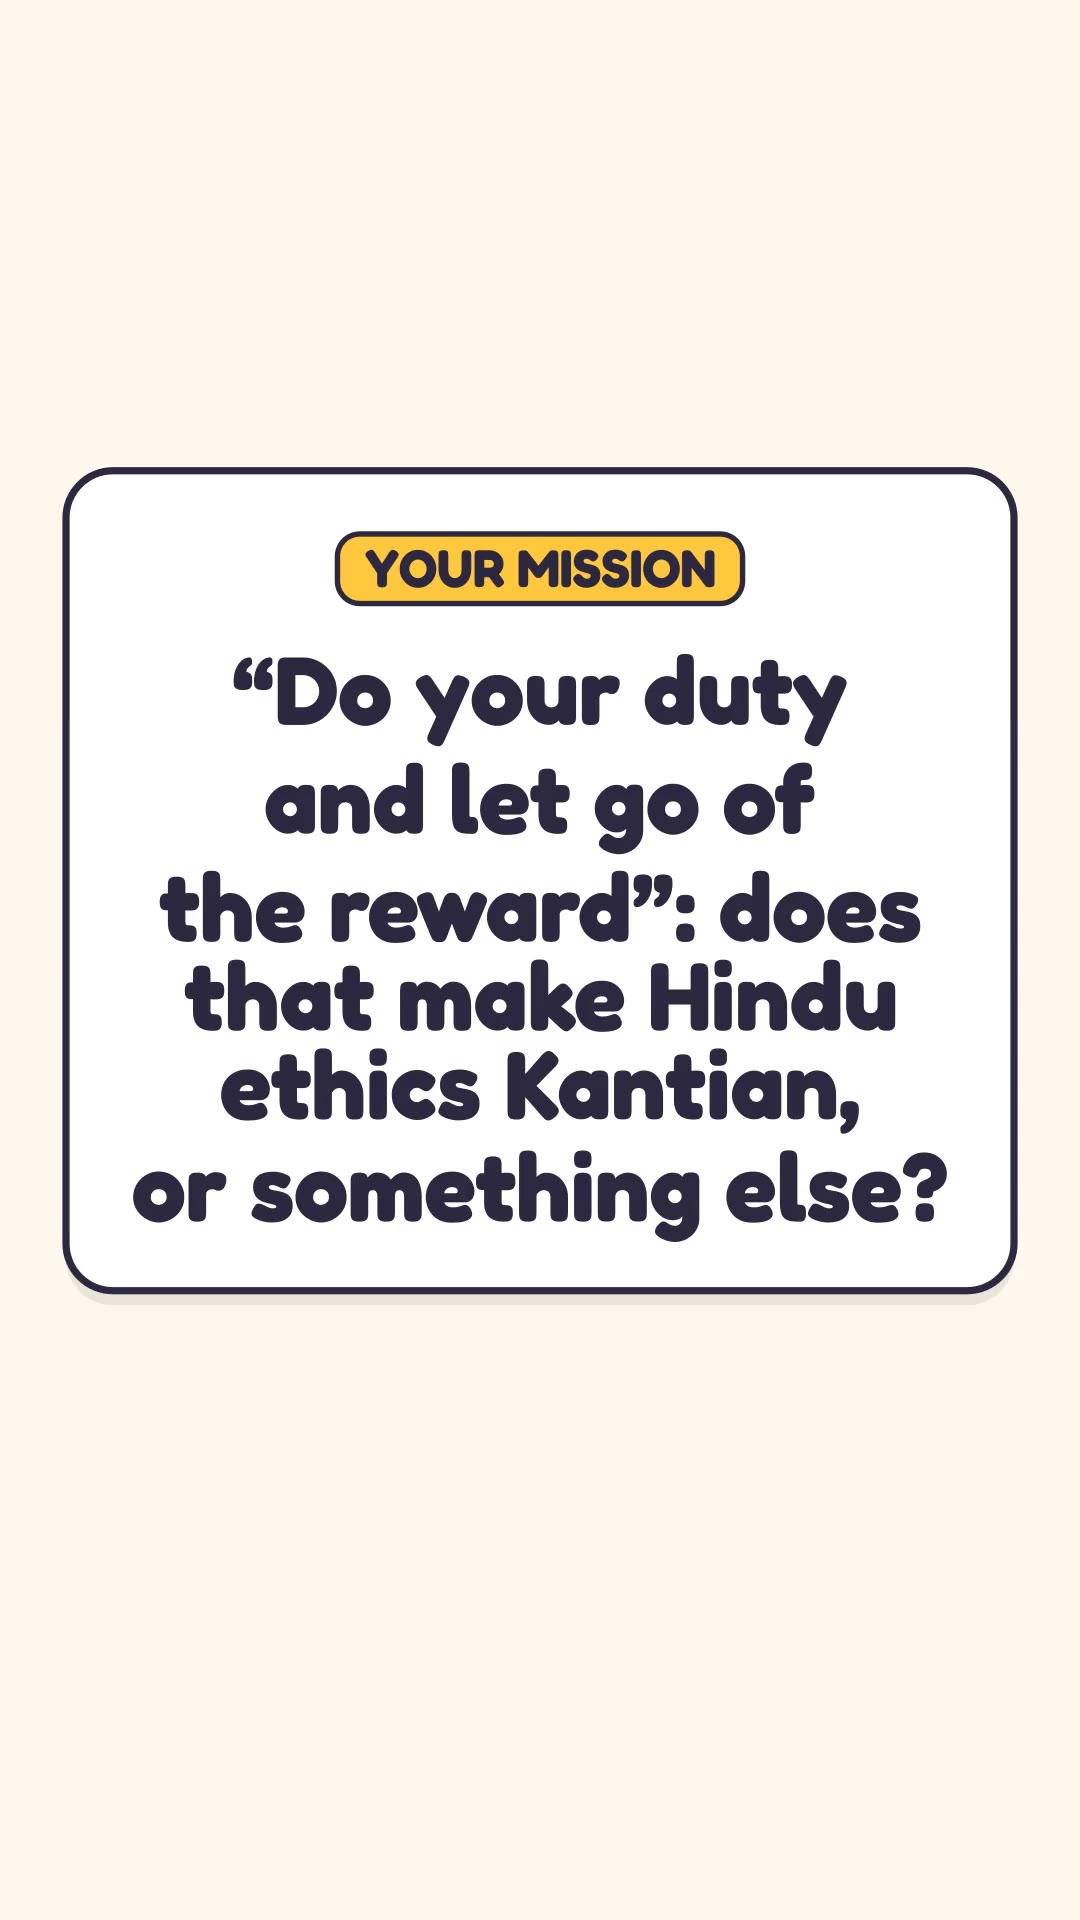 YOUR MISSION
“Do your duty
and let go of
the reward”: does
that make Hindu
ethics Kantian,
or something else?